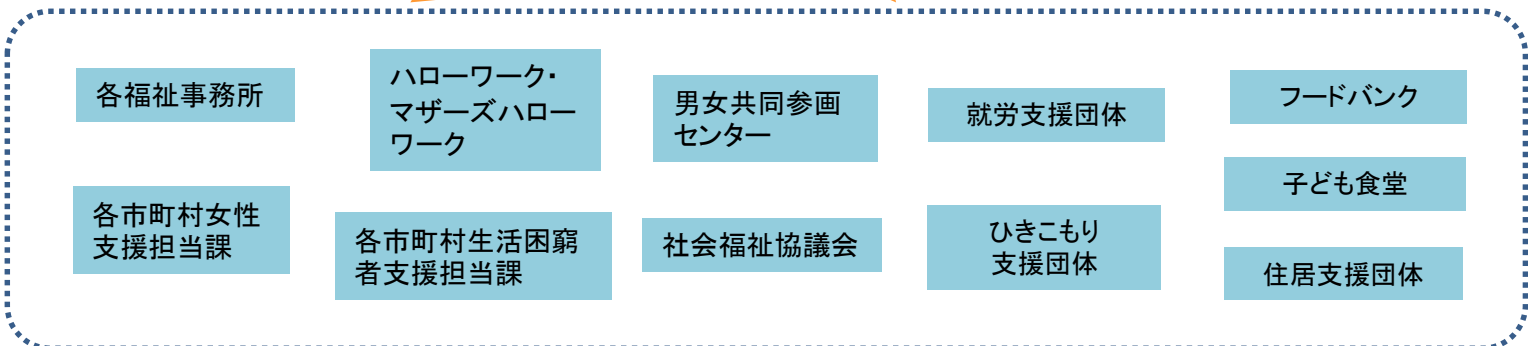 各福祉事務所
ハローワーク・
マザーズハロー
ワーク
男女共同参画
センター
就労支援団体
フードバンク
各市町村女性
支援担当課
各市町村生活困窮
者支援担当課
社会福祉協議会
ひきこもり
支援団体
子ども食堂
住居支援団体